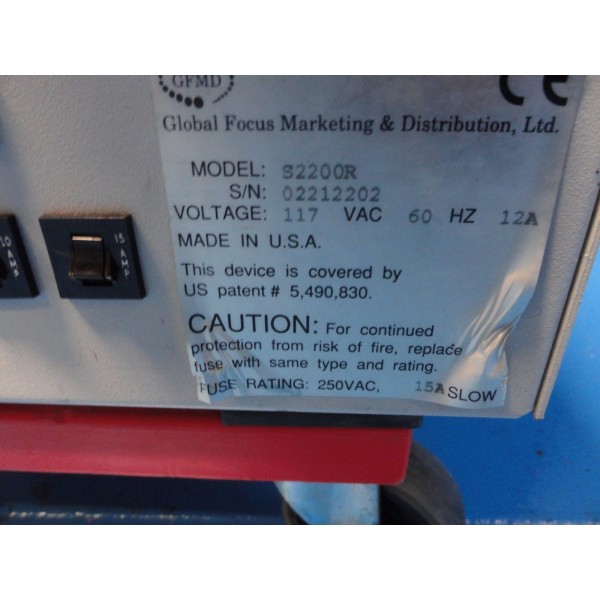 GFMD
CE
Global Focus Marketing & Distribution, Ltd.
MODEL: S2200R
S/N: 02212202
VOLTAGE: 117 VAC 60 HZ 12A
MADE IN U.S.A.
This device is covered by
US patent # 5,490,830.
CAUTION: For continued
protection from risk of fire, replace
fuse with same type and rating.
FUSE RATING: 250VAC, 15A SLOW
10 AMP
15 AMP